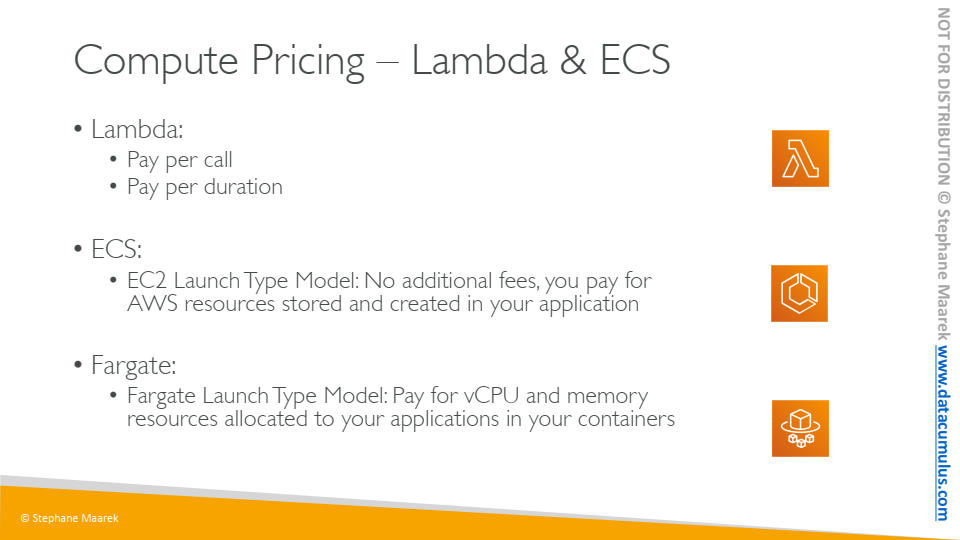 Compute Pricing – Lambda & ECS
• Lambda:
• Pay per call
• Pay per duration
• ECS:
• EC2 Launch Type Model: No additional fees, you pay for
AWS resources stored and created in your application
• Fargate:
• Fargate Launch Type Model: Pay for vCPU and memory
resources allocated to your applications in your containers
© Stephane Maarek
NOT FOR DISTRIBUTION © Stephane Maarek www.datacumulus.com